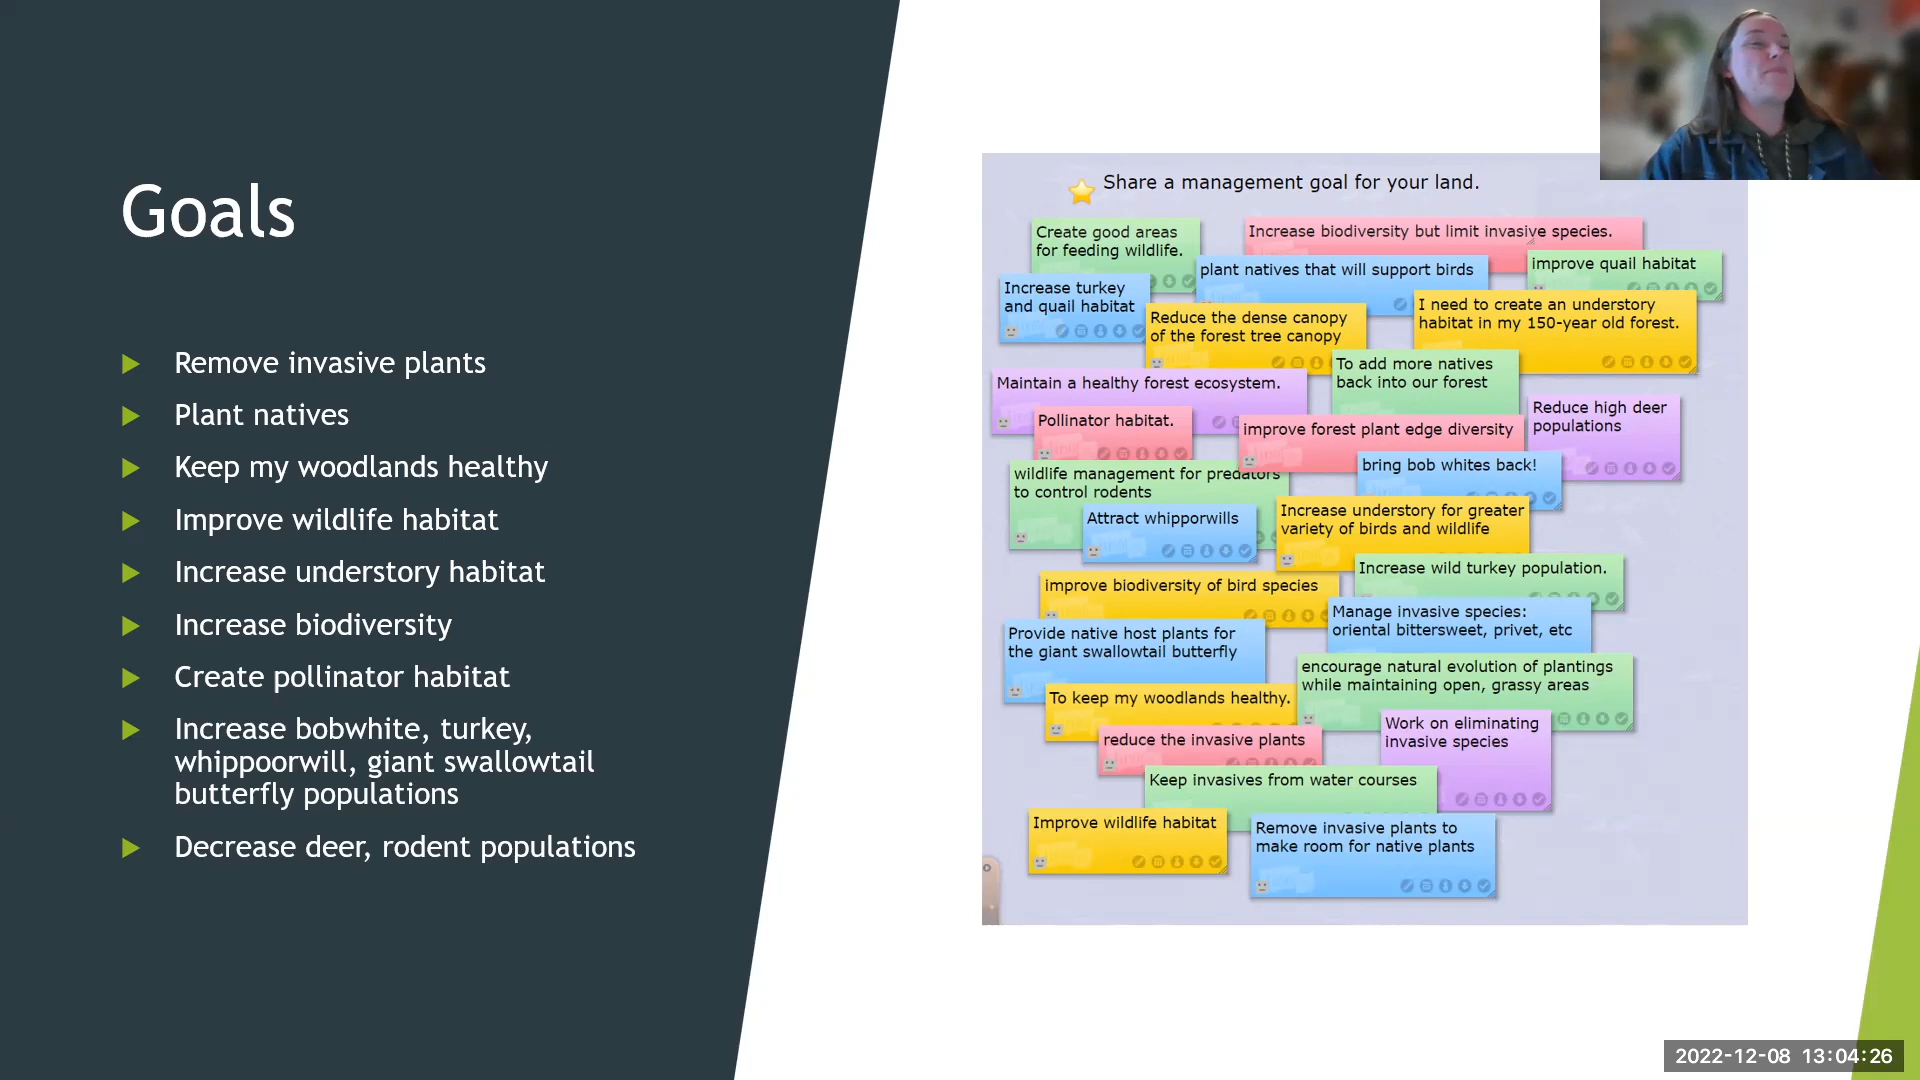 Goals
Remove invasive plants
Plant natives
Keep my woodlands healthy
Improve wildlife habitat
Increase understory habitat
Increase biodiversity
Create pollinator habitat
Increase bobwhite, turkey,
whippoorwill, giant swallowtail
butterfly populations
Decrease deer, rodent populations
Share a management goal for your land.
Create good areas
for feeding wildlife.
Increase biodiversity but limit invasive species.
plant natives that will support birds
improve quail habitat
Increase turkey
and quail habitat
Reduce the dense canopy
of the forest tree canopy
I need to create an understory
habitat in my 150-year old forest.
To add more natives
back into our forest
Maintain a healthy forest ecosystem.
Pollinator habitat.
improve forest plant edge diversity
Reduce high deer
populations
wildlife management for predators
to control rodents
bring bob whites back!
Attract whipporwills
Increase understory for greater
variety of birds and wildlife
improve biodiversity of bird species
Increase wild turkey population.
Manage invasive species:
oriental bittersweet, privet, etc
Provide native host plants for
the giant swallowtail butterfly
encourage natural evolution of plantings
while maintaining open, grassy areas
To keep my woodlands healthy.
reduce the invasive plants
Work on eliminating
invasive species
Keep invasives from water courses
Improve wildlife habitat
Remove invasive plants to
make room for native plants
2022-12-08 13:04:26